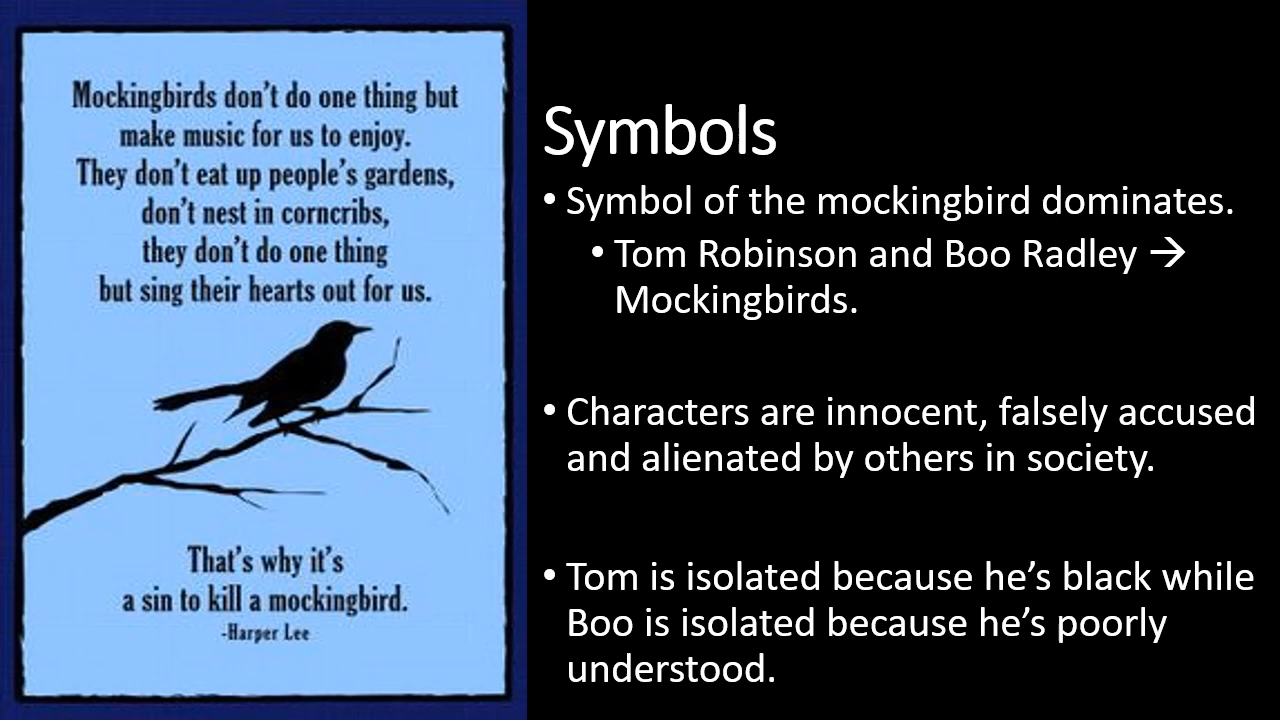 Mockingbirds don't do one thing but
make music for us to enjoy.
They don't eat up people's gardens,
don't nest in corncribs,
they don't do one thing
but sing their hearts out for us.
That's why it's
a sin to kill a mockingbird.
-Harper Lee
Symbols
• Symbol of the mockingbird dominates.
• Tom Robinson and Boo Radley →
Mockingbirds.
• Characters are innocent, falsely accused
and alienated by others in society.
• Tom is isolated because he's black while
Boo is isolated because he's poorly
understood.